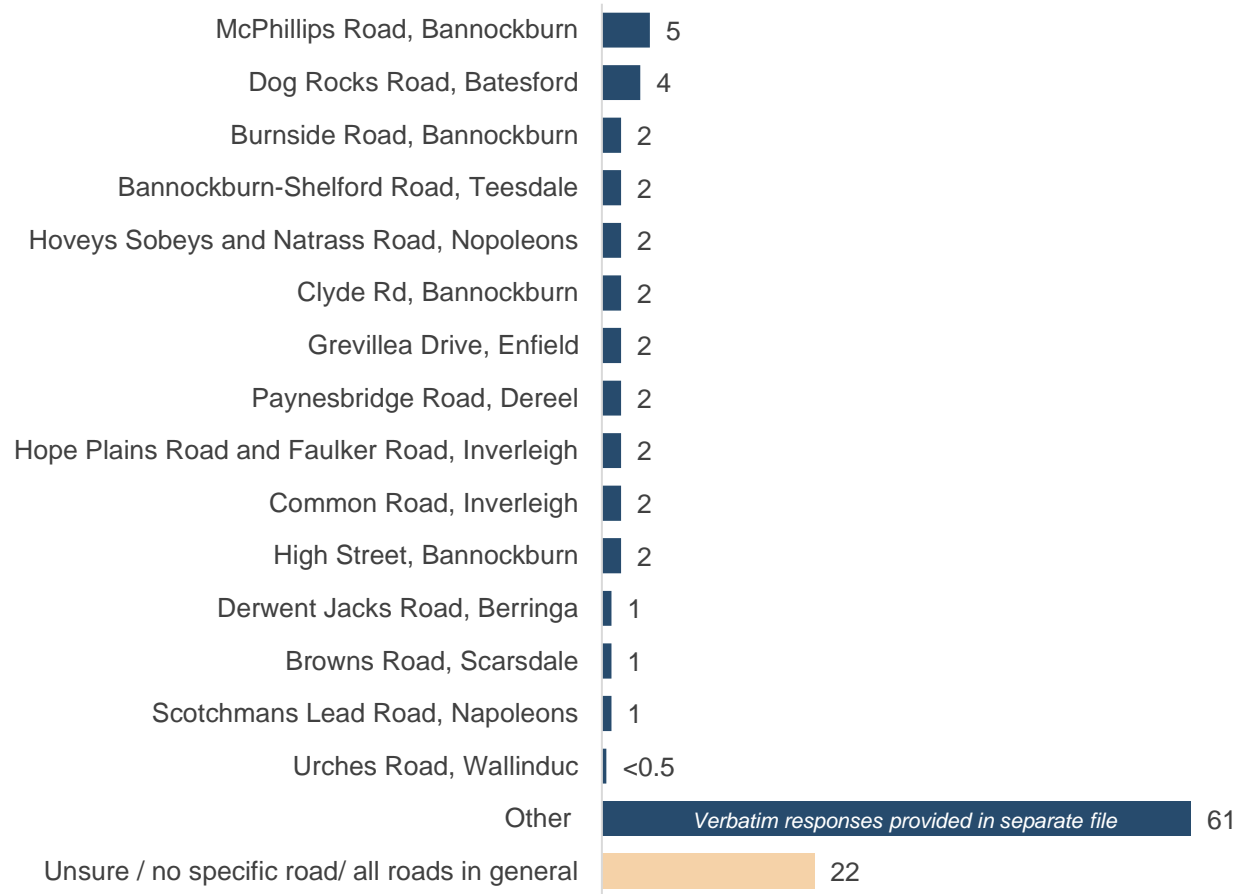 McPhillips Road, Bannockburn 5
Dog Rocks Road, Batesford 4
Burnside Road, Bannockburn 2
Bannockburn-Shelford Road, Teesdale 2
Hoveys Sobeys and Natrass Road, Nopoleons 2
Clyde Rd, Bannockburn 2
Grevillea Drive, Enfield 2
Paynesbridge Road, Dereel 2
Hope Plains Road and Faulker Road, Inverleigh 2
Common Road, Inverleigh 2
High Street, Bannockburn 2
Derwent Jacks Road, Berringa 1
Browns Road, Scarsdale 1
Scotchmans Lead Road, Napoleons 1
Urches Road, Wallinduc <0.5
Other Verbatim responses provided in separate file 61
Unsure / no specific road/ all roads in general 22